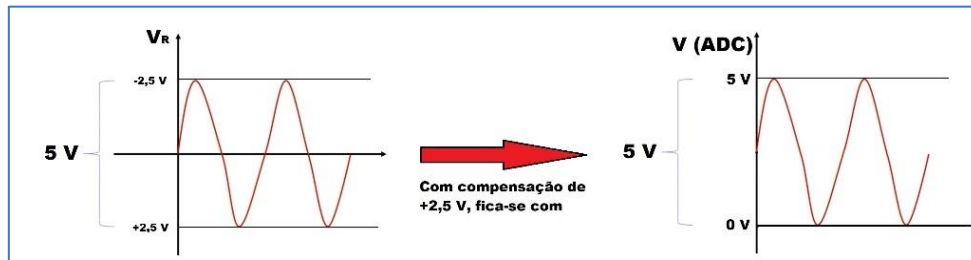 VR
-2,5 V
5 V
+2,5 V
Com compensação de
+2,5 V, fica-se com
V (ADC)
5 V
5 V
0 V